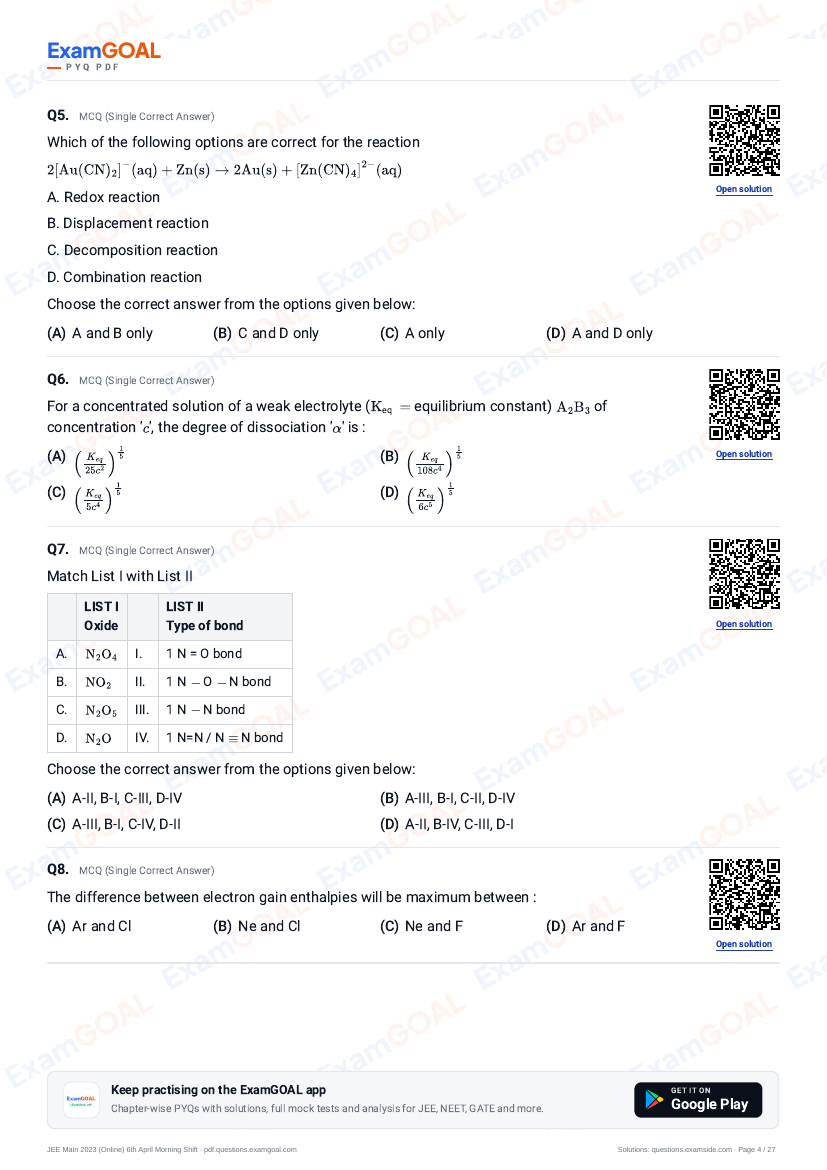 ExamGOAL
PYQ PDF
Q5. MCQ (Single Correct Answer)
Which of the following options are correct for the reaction
2[Au(CN)₂]⁻(aq) + Zn(s) → 2Au(s) + [Zn(CN)₄]²⁻(aq)
A. Redox reaction
B. Displacement reaction
C. Decomposition reaction
D. Combination reaction
Choose the correct answer from the options given below:
(A) A and B only (B) C and D only (C) A only (D) A and D only
Open solution
Q6. MCQ (Single Correct Answer)
For a concentrated solution of a weak electrolyte (K_eq = equilibrium constant) A₂B₃ of
concentration 'c', the degree of dissociation 'α' is :
(A) (K_eq/25c²)^(1/5) (B) (K_eq/108c⁴)^(1/5)
(C) (K_eq/5c⁴)^(1/5) (D) (K_eq/6c⁵)^(1/5)
Open solution
Q7. MCQ (Single Correct Answer)
Match List I with List II
LIST I Oxide LIST II Type of bond
A. N₂O₄ I. 1 N = O bond
B. NO₂ II. 1 N − O − N bond
C. N₂O₅ III. 1 N − N bond
D. N₂O IV. 1 N=N / N ≡ N bond
Choose the correct answer from the options given below:
(A) A-II, B-I, C-III, D-IV (B) A-III, B-I, C-II, D-IV
(C) A-III, B-I, C-IV, D-II (D) A-II, B-IV, C-III, D-I
Open solution
Q8. MCQ (Single Correct Answer)
The difference between electron gain enthalpies will be maximum between :
(A) Ar and Cl (B) Ne and Cl (C) Ne and F (D) Ar and F
Open solution
Keep practising on the ExamGOAL app
Chapter-wise PYQs with solutions, full mock tests and analysis for JEE, NEET, GATE and more.
GET IT ON
Google Play
JEE Main 2023 (Online) 6th April Morning Shift · pdf.questions.examgoal.com Solutions: questions.examside.com · Page 4 / 27